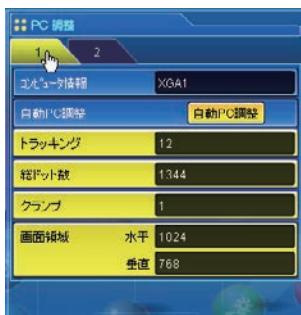 PC 調整
1 2
コンピュータ情報 XGA1
自動PC調整 自動PC調整
トラッキング 12
総ドット数 1344
クランプ 1
画面領域 水平 1024
垂直 768